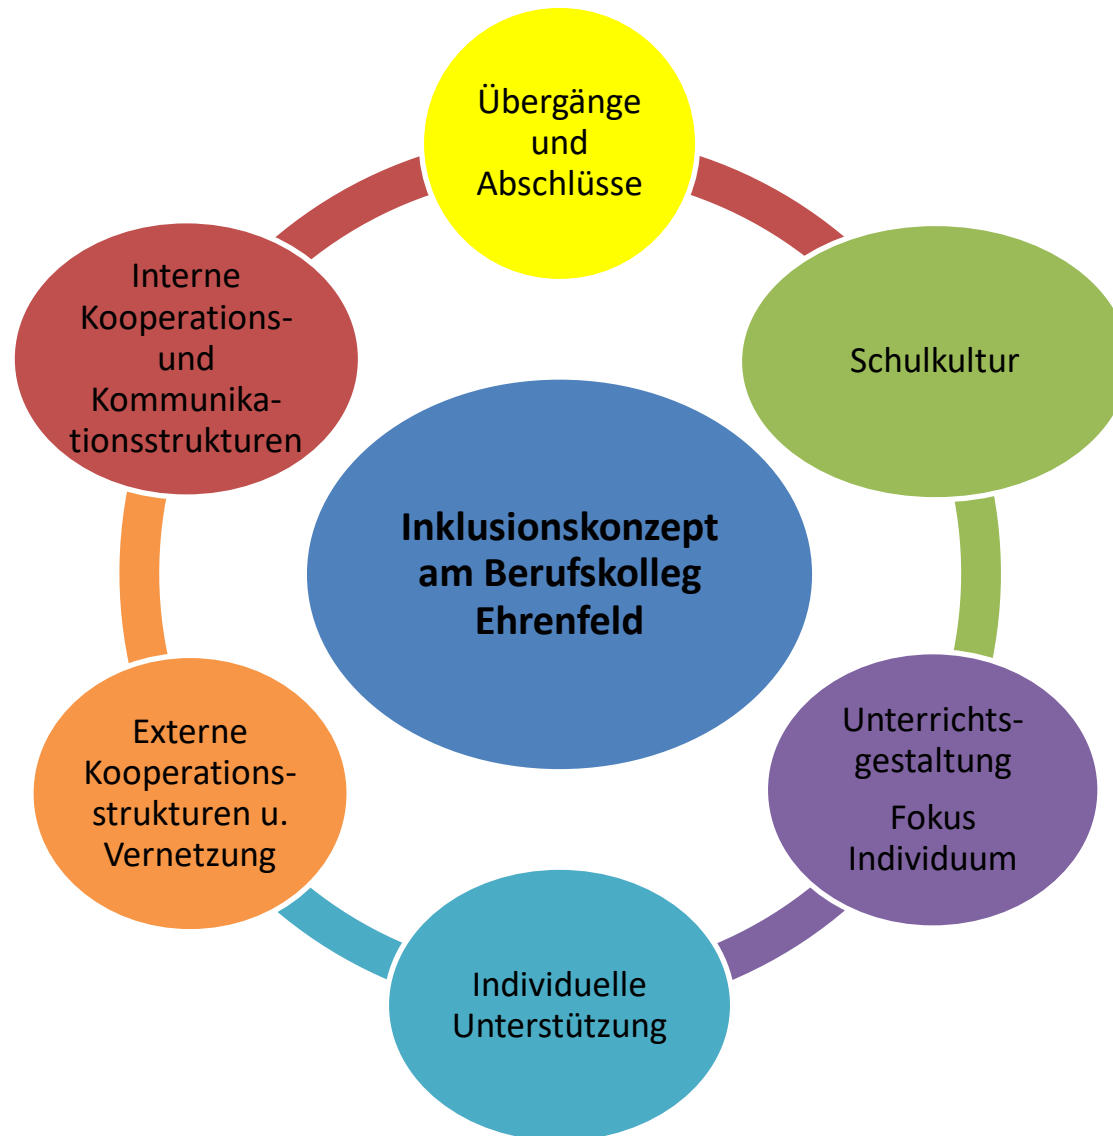 Übergänge
und
Abschlüsse
Interne
Kooperations-
und
Kommunika-
tionsstrukturen
Schulkultur
Inklusionskonzept
am Berufskolleg
Ehrenfeld
Externe
Kooperations-
strukturen u.
Vernetzung
Unterrichts-
gestaltung
Fokus
Individuum
Individuelle
Unterstützung